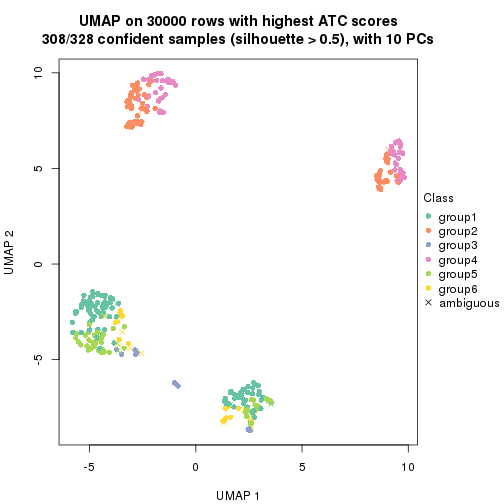 UMAP on 30000 rows with highest ATC scores
308/328 confident samples (silhouette > 0.5), with 10 PCs
10
5
0
-5
UMAP 2
-5
0
5
10
UMAP 1
Class
group1
group2
group3
group4
group5
group6
ambiguous